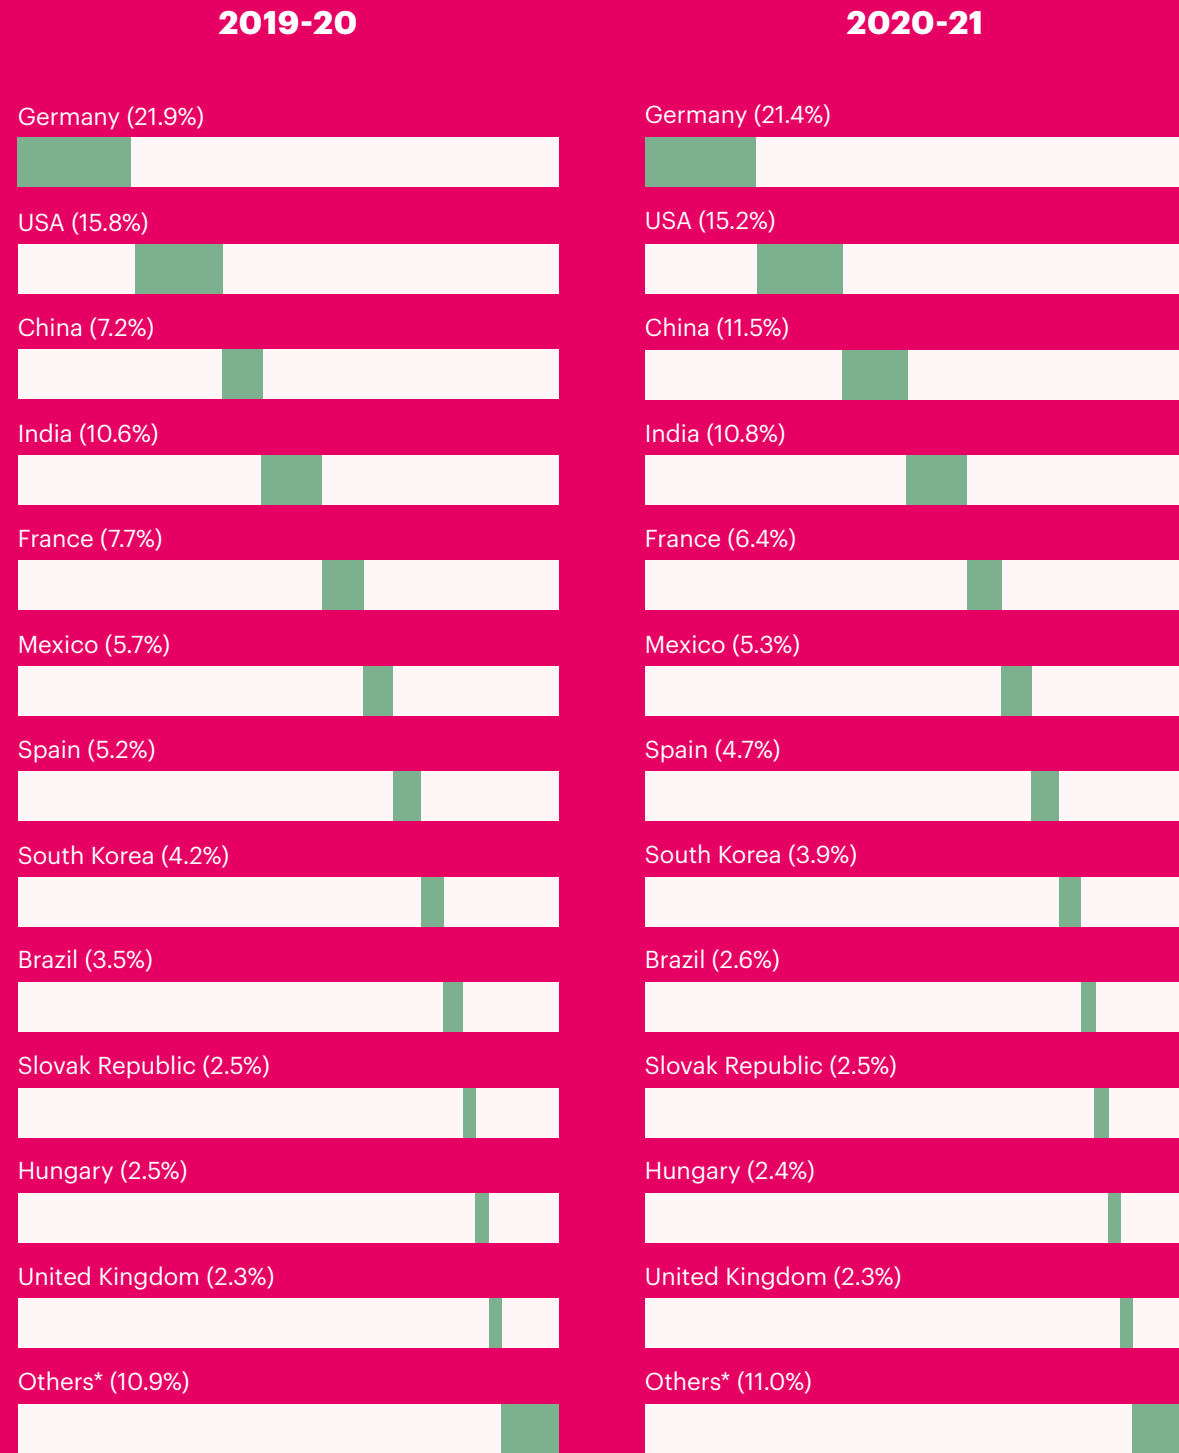 2019-20
Germany (21.9%)
USA (15.8%)
China (7.2%)
India (10.6%)
France (7.7%)
Mexico (5.7%)
Spain (5.2%)
South Korea (4.2%)
Brazil (3.5%)
Slovak Republic (2.5%)
Hungary (2.5%)
United Kingdom (2.3%)
Others* (10.9%)
2020-21
Germany (21.4%)
USA (15.2%)
China (11.5%)
India (10.8%)
France (6.4%)
Mexico (5.3%)
Spain (4.7%)
South Korea (3.9%)
Brazil (2.6%)
Slovak Republic (2.5%)
Hungary (2.4%)
United Kingdom (2.3%)
Others* (11.0%)